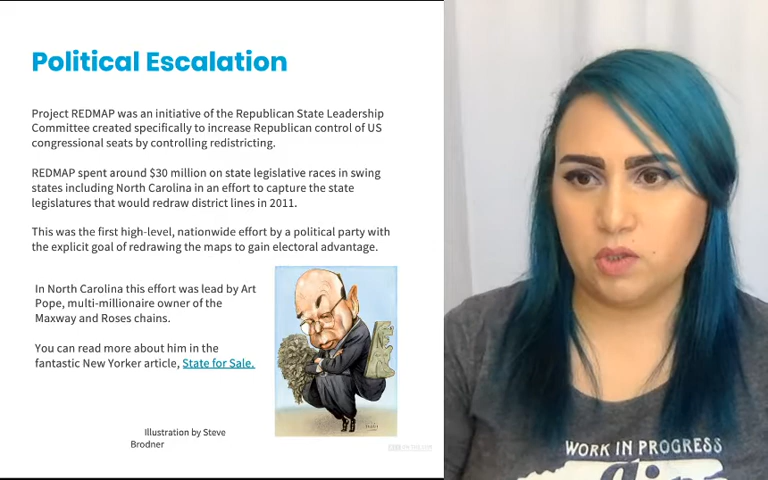 Political Escalation
Project REDMAP was an initiative of the Republican State Leadership
Committee created specifically to increase Republican control of US
congressional seats by controlling redistricting.
REDMAP spent around $30 million on state legislative races in swing
states including North Carolina in an effort to capture the state
legislatures that would redraw district lines in 2011.
This was the first high-level, nationwide effort by a political party with
the explicit goal of redrawing the maps to gain electoral advantage.
In North Carolina this effort was lead by Art
Pope, multi-millionaire owner of the
Maxway and Roses chains.
You can read more about him in the
fantastic New Yorker article, State for Sale.
Illustration by Steve
Brodner
WORK IN PROGRESS